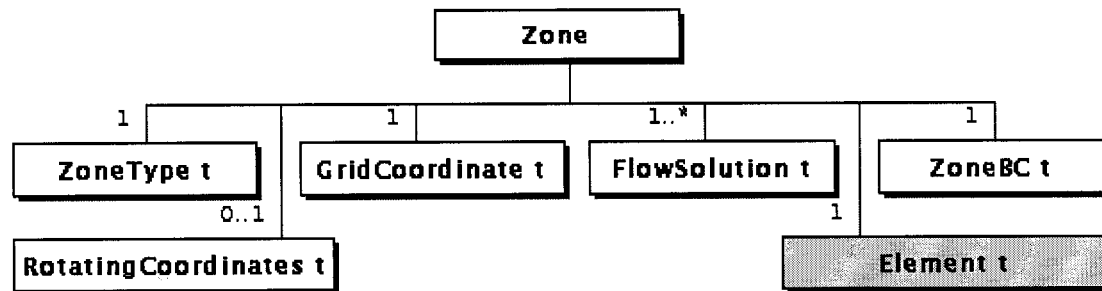 Zone
1 1 1..* 1
ZoneType t GridCoordinate t FlowSolution t ZoneBC t
0..1 1
RotatingCoordinates t Element t